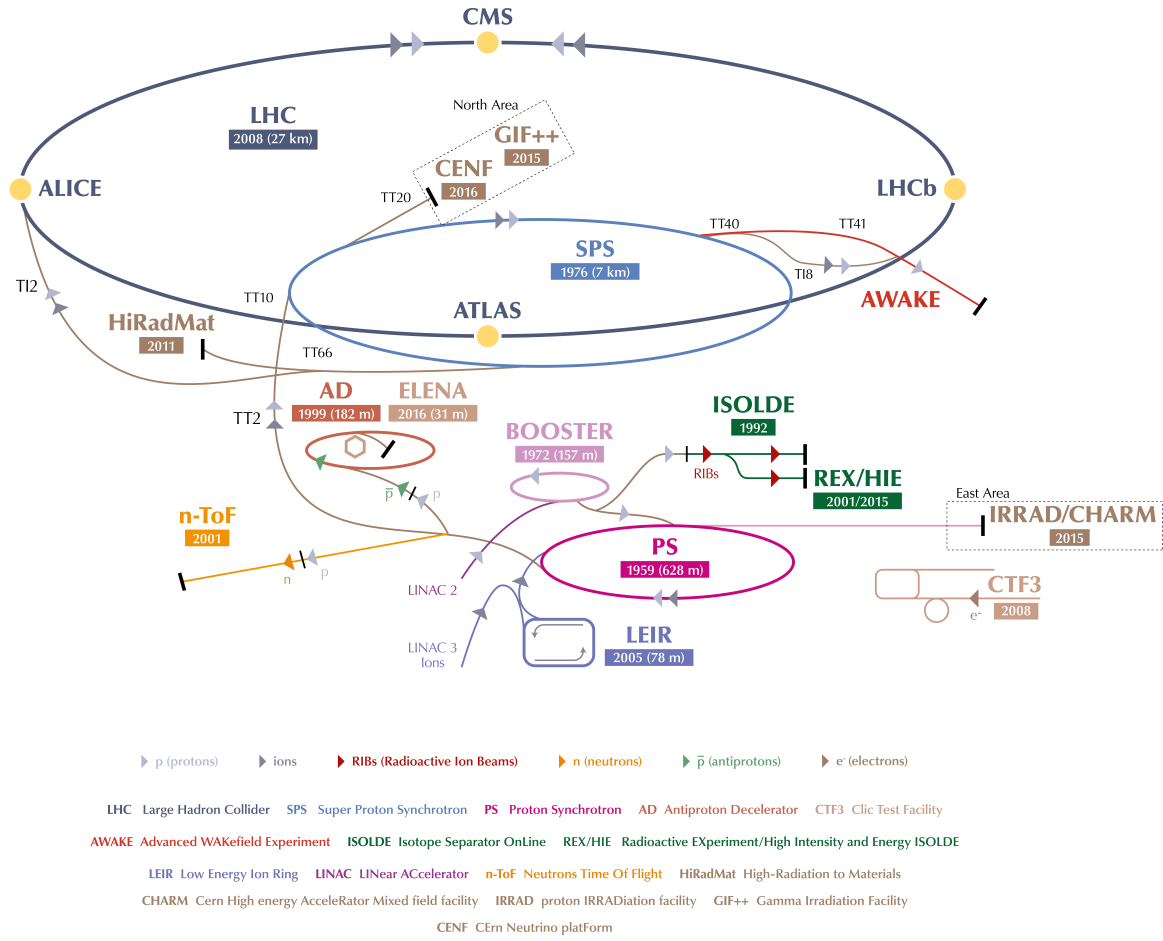 CMS
North Area
LHC
2008 (27 km)
GIF++
2015
CENF
2016
ALICE
LHCb
TT20
TT40
TT41
SPS
1976 (7 km)
TI8
TI2
TT10
AWAKE
ATLAS
HiRadMat
2011
TT66
AD
1999 (182 m)
ELENA
2016 (31 m)
TT2
ISOLDE
1992
BOOSTER
1972 (157 m)
RIBs
REX/HIE
2001/2015
p̅
p
East Area
n-ToF
2001
IRRAD/CHARM
2015
PS
1959 (628 m)
n
p
LINAC 2
CTF3
2008
e-
LEIR
2005 (78 m)
LINAC 3
Ions
p (protons) ions RIBs (Radioactive Ion Beams) n (neutrons) p̅ (antiprotons) e- (electrons)
LHC Large Hadron Collider SPS Super Proton Synchrotron PS Proton Synchrotron AD Antiproton Decelerator CTF3 Clic Test Facility
AWAKE Advanced WAKefield Experiment ISOLDE Isotope Separator OnLine REX/HIE Radioactive EXperiment/High Intensity and Energy ISOLDE
LEIR Low Energy Ion Ring LINAC LINear ACcelerator n-ToF Neutrons Time Of Flight HiRadMat High-Radiation to Materials
CHARM Cern High energy AcceleRator Mixed field facility IRRAD proton IRRADiation facility GIF++ Gamma Irradiation Facility
CENF CErn Neutrino platForm